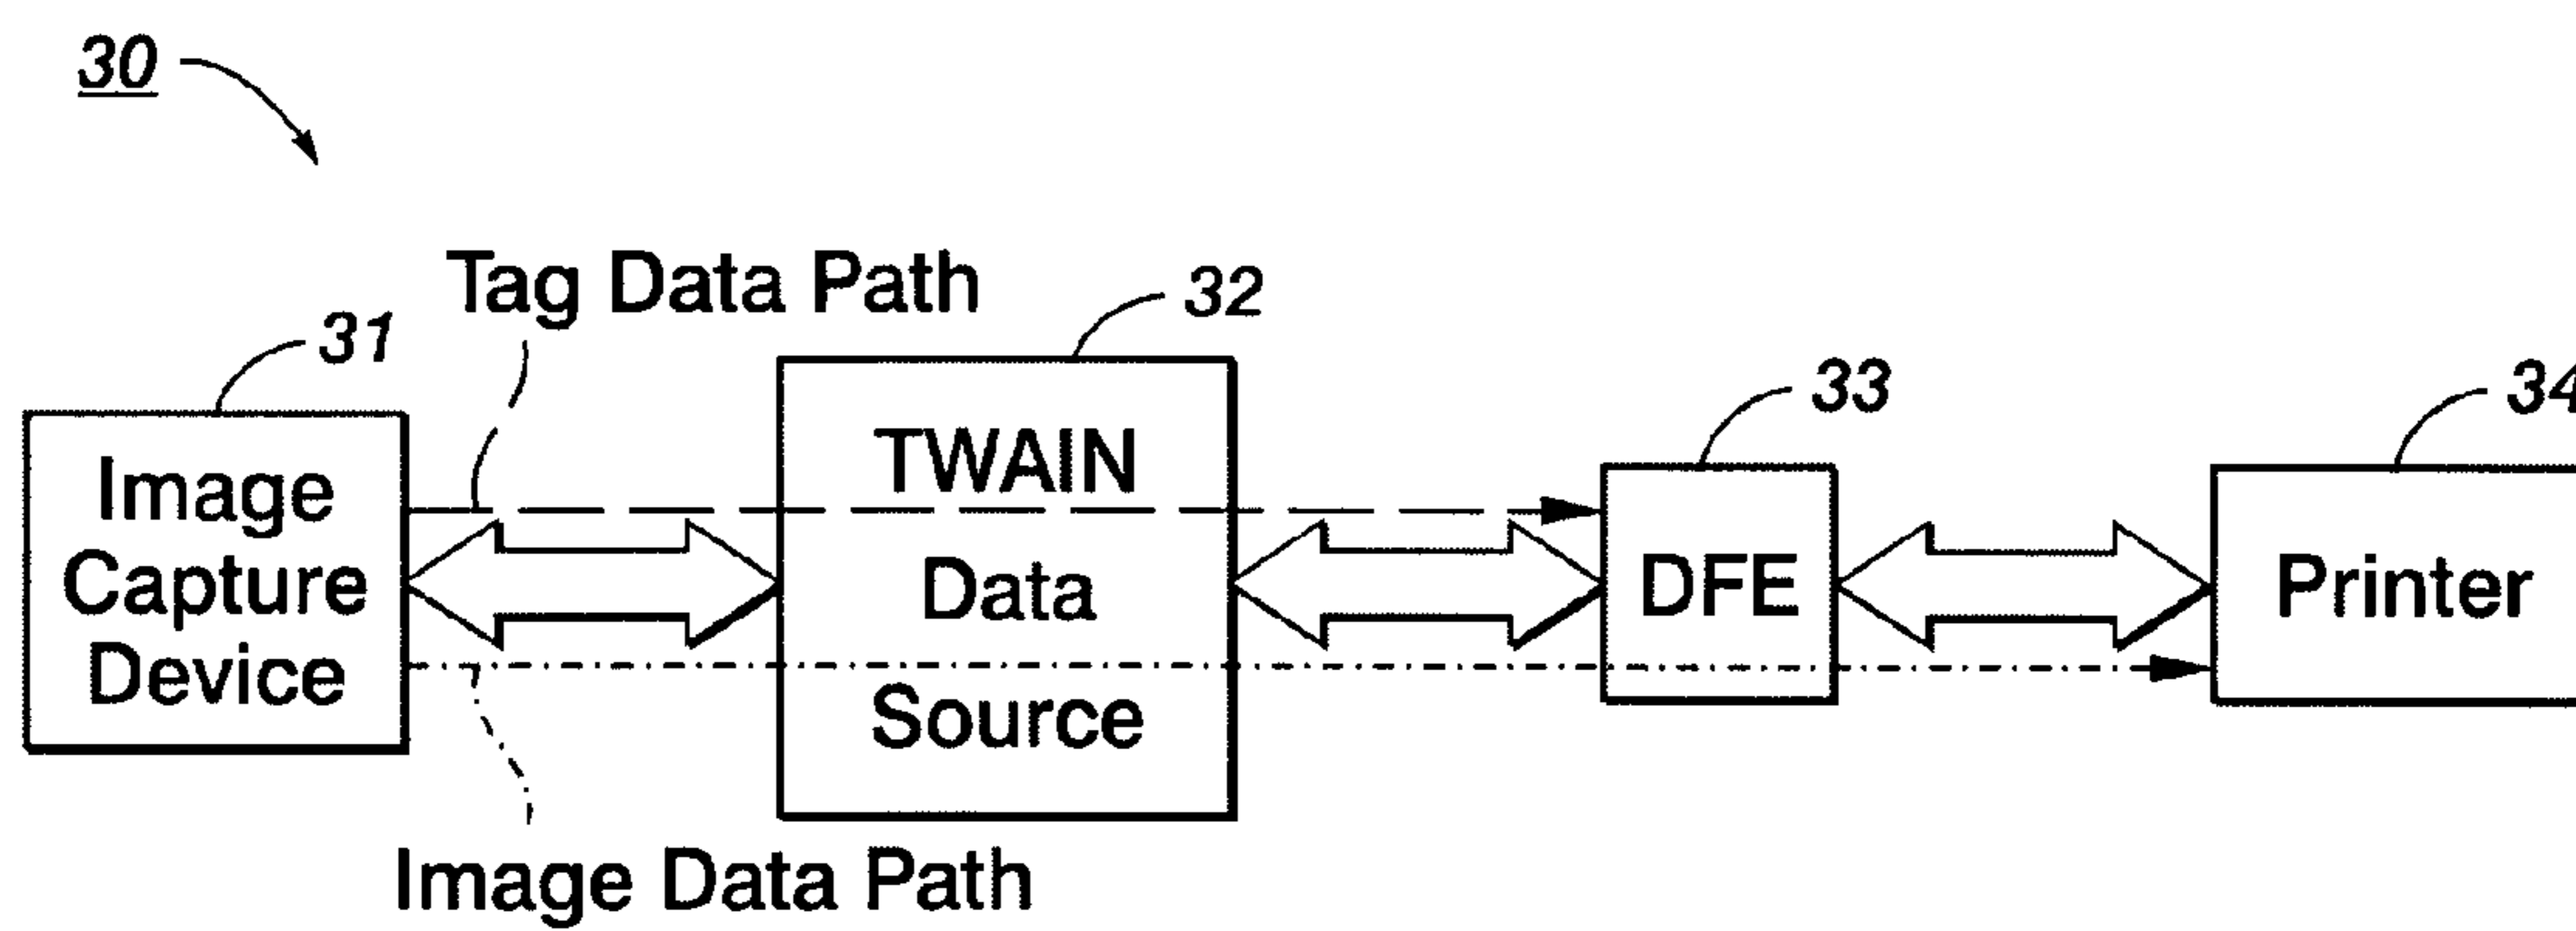 30
Tag Data Path
31
32
33
34
Image
Capture
Device
TWAIN
Data
Source
DFE
Printer
Image Data Path